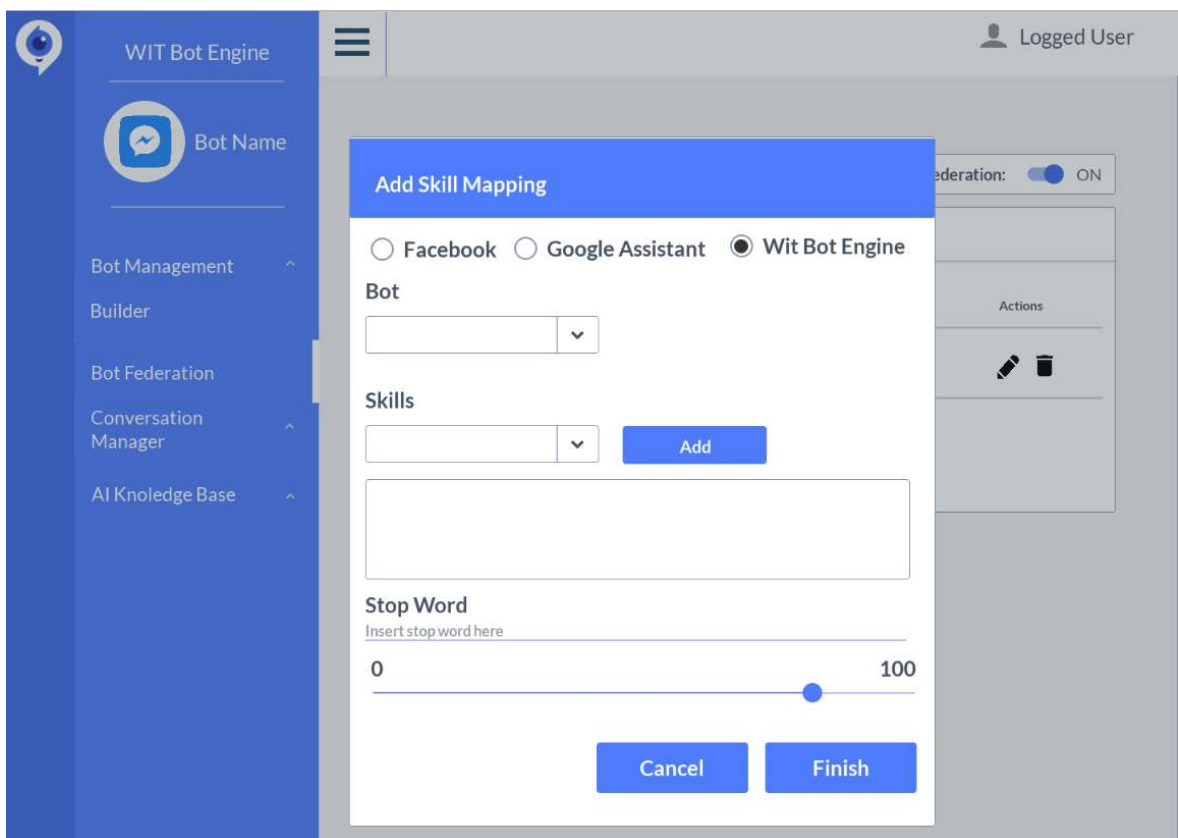 WIT Bot Engine
Logged User
Bot Name
Bot Management
Builder
Bot Federation
Conversation
Manager
AI Knoledge Base
Add Skill Mapping
Facebook
Google Assistant
Wit Bot Engine
Bot
Skills
Add
Stop Word
Insert stop word here
0
100
Cancel
Finish
ederation:
ON
Actions